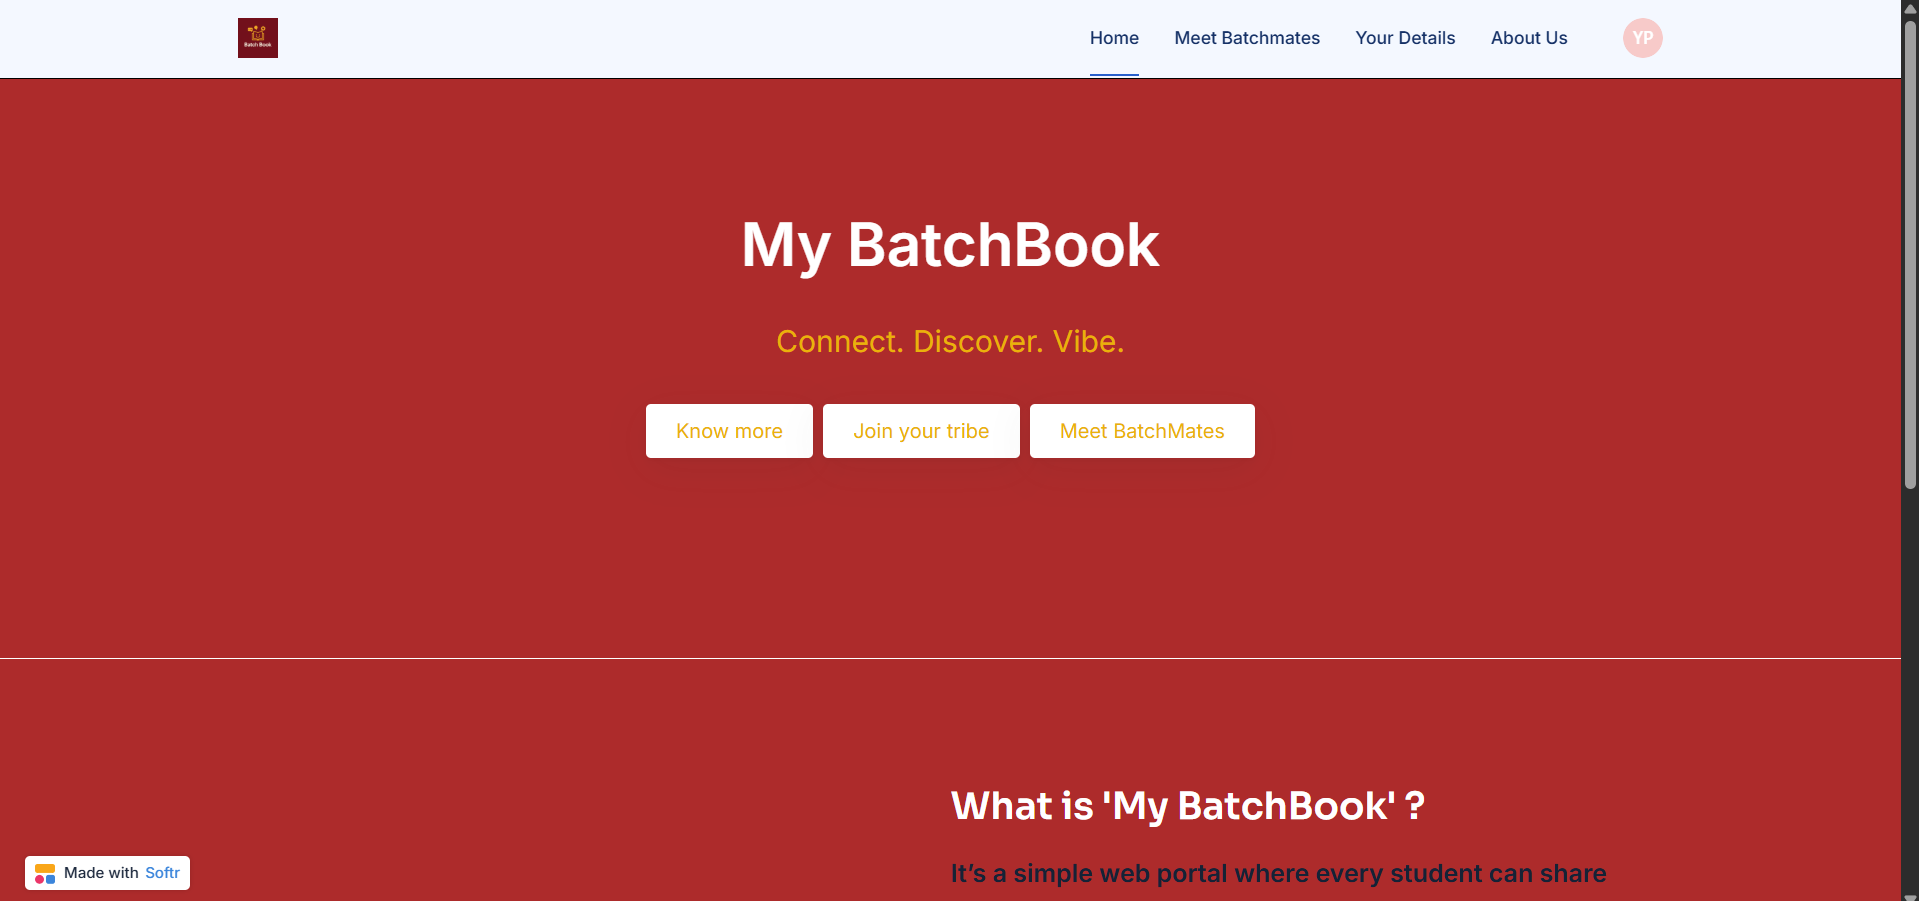 Batch Book
Home
Meet Batchmates
Your Details
About Us
YP
My BatchBook
Connect. Discover. Vibe.
Know more
Join your tribe
Meet BatchMates
What is 'My BatchBook' ?
It’s a simple web portal where every student can share
Made with Softr